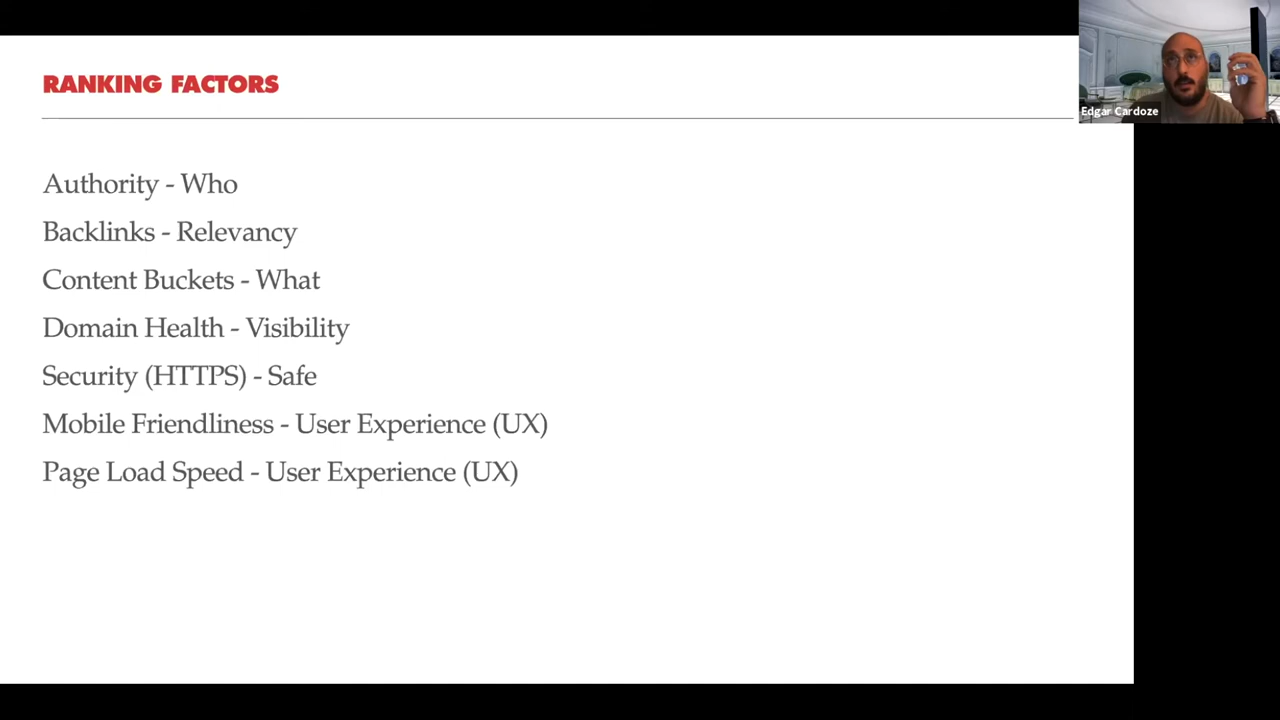 RANKING FACTORS
Edgar Cardoze
Authority - Who
Backlinks - Relevancy
Content Buckets - What
Domain Health - Visibility
Security (HTTPS) - Safe
Mobile Friendliness - User Experience (UX)
Page Load Speed - User Experience (UX)